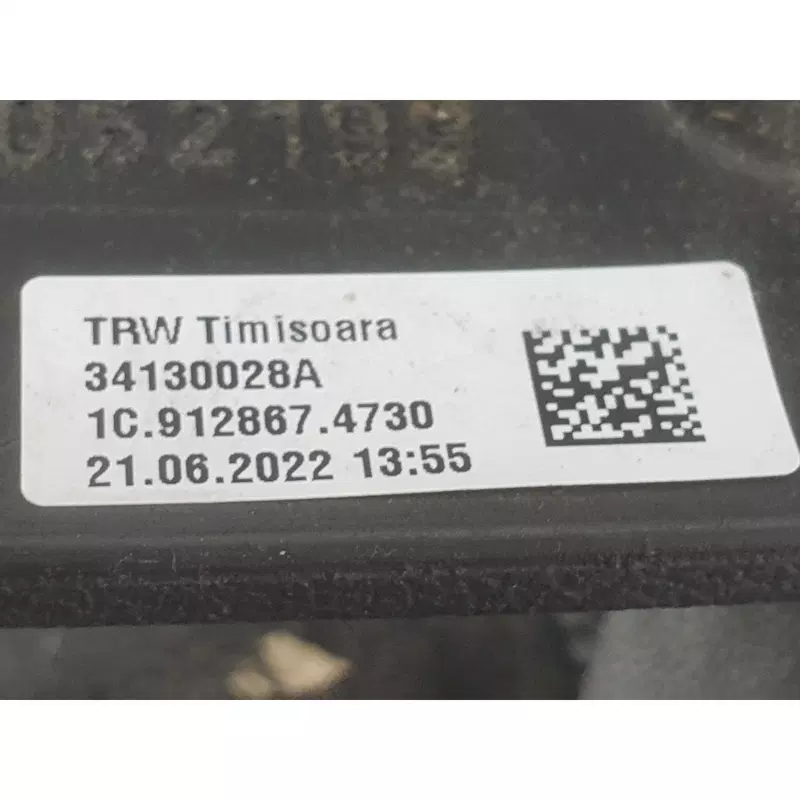 TRW Timisoara
34130028A
1C.912867.4730
21.06.2022 13:55